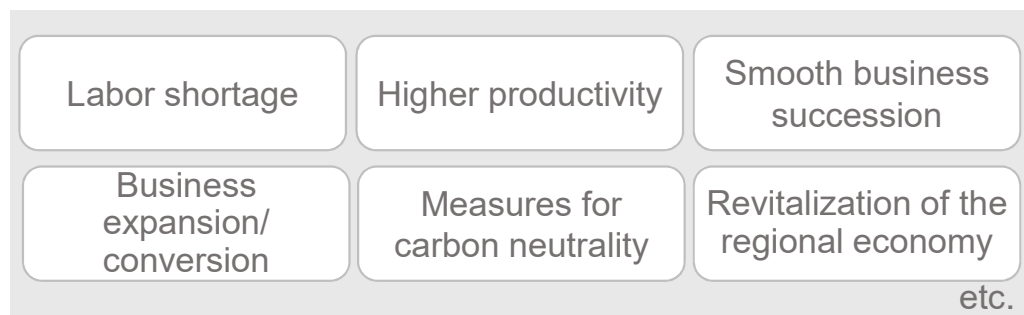 Labor shortage
Higher productivity
Smooth business
succession
Business
expansion/
conversion
Measures for
carbon neutrality
Revitalization of the
regional economy
etc.